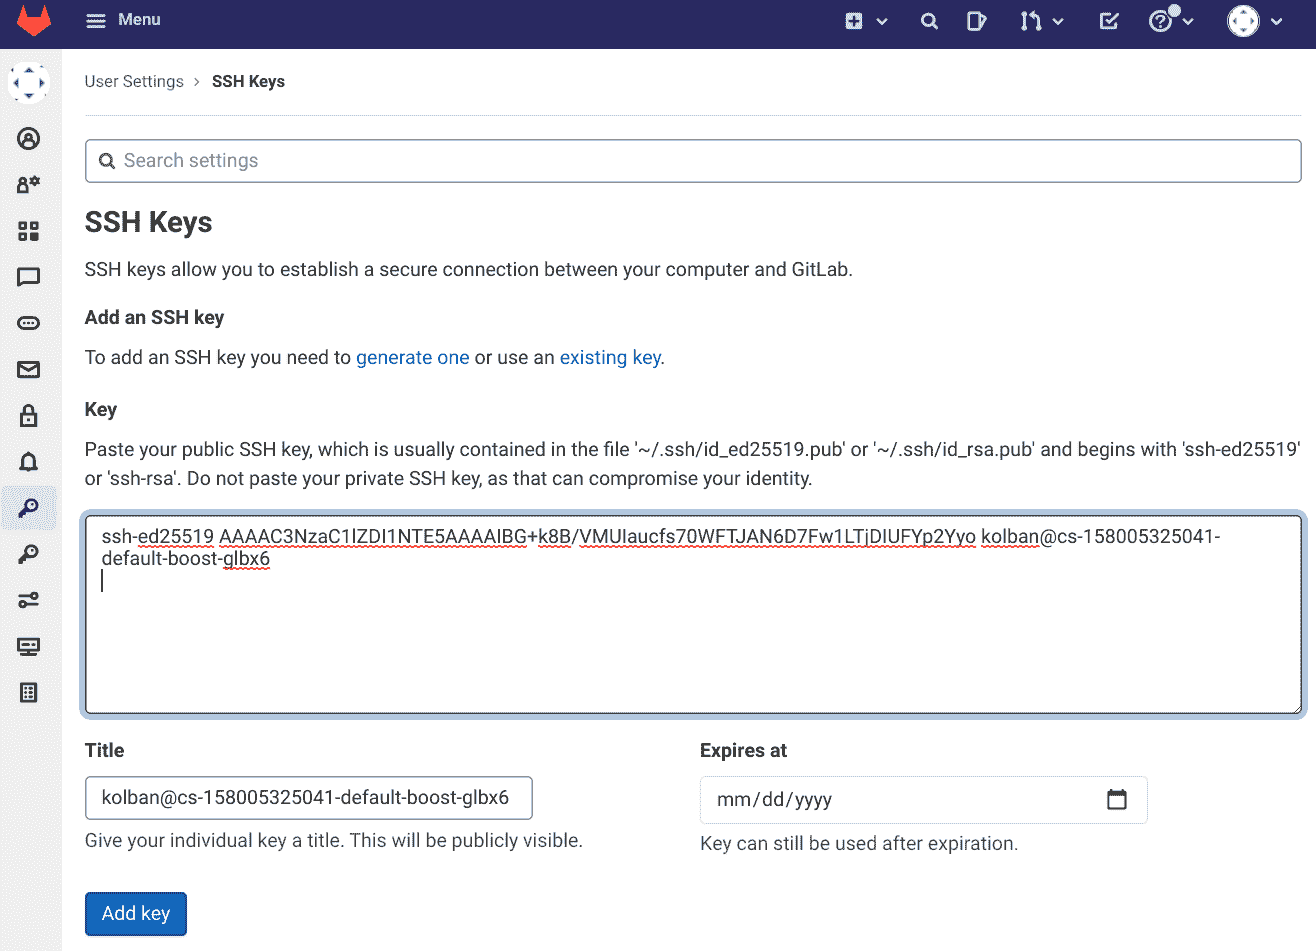 Menu
User Settings › SSH Keys
Search settings
SSH Keys
SSH keys allow you to establish a secure connection between your computer and GitLab.
Add an SSH key
To add an SSH key you need to generate one or use an existing key.
Key
Paste your public SSH key, which is usually contained in the file '~/.ssh/id_ed25519.pub' or '~/.ssh/id_rsa.pub' and begins with 'ssh-ed25519'
or 'ssh-rsa'. Do not paste your private SSH key, as that can compromise your identity.
ssh-ed25519 AAAAC3NzaC1lZDI1NTE5AAAAIBG+k8B/VMUIaucfs70WFTJAN6D7Fw1LTjDIUFYp2Yyo kolban@cs-158005325041-
default-boost-glbx6
Title
Expires at
kolban@cs-158005325041-default-boost-glbx6
mm/dd/yyyy
Give your individual key a title. This will be publicly visible.
Key can still be used after expiration.
Add key